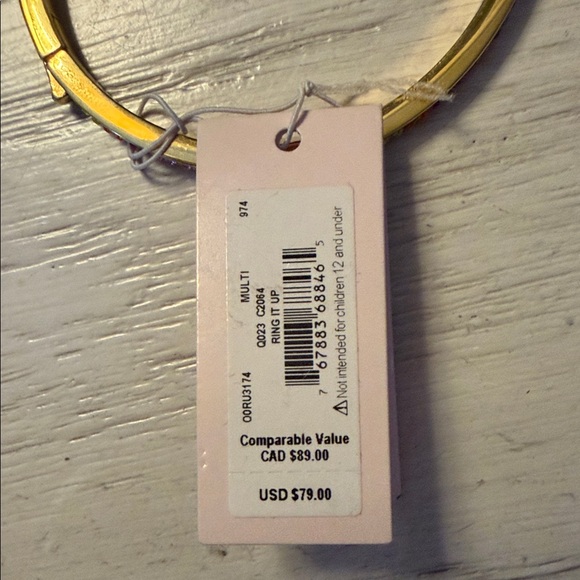 O0RU3174 MULTI 974
Q023 C2064
RING IT UP
7 67883 68846 5
⚠Not intended for children 12 and under
Comparable Value
CAD $89.00
USD $79.00